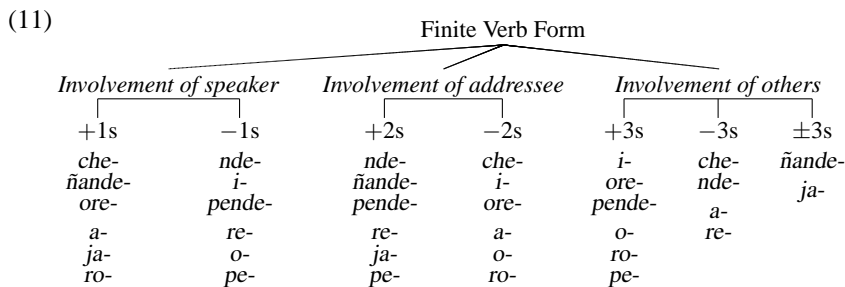 (11)
Finite Verb Form
Involvement of speaker Involvement of addressee Involvement of others
+1s −1s +2s −2s +3s −3s ±3s
che- nde- nde- che- i- che- ñande-
ñande- i- ñande- i- ore- nde- ja-
ore- pende- pende- ore- pende- a-
a- re- re- a- o- re-
ja- o- ja- o- ro-
ro- pe- pe- ro- pe-